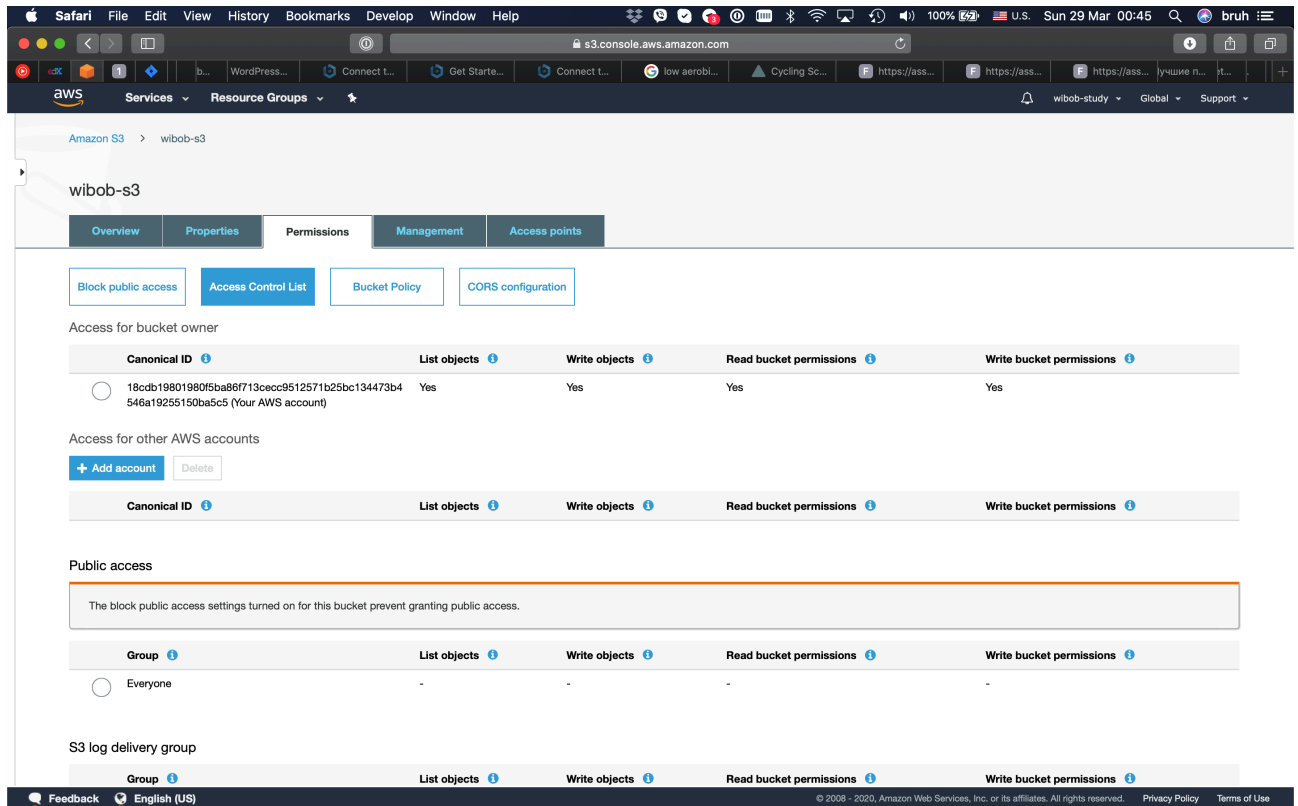 Safari File Edit View History Bookmarks Develop Window Help 3 100% U.S. Sun 29 Mar 00:45 bruh
s3.console.aws.amazon.com
edX 1 b... WordPress... Connect t... Get Starte... Connect t... G low aerobi... Cycling Sc... F https://ass... F https://ass... F https://ass... лучшие п...
aws Services Resource Groups wibob-study Global Support
Amazon S3 > wibob-s3
wibob-s3
Overview Properties Permissions Management Access points
Block public access Access Control List Bucket Policy CORS configuration
Access for bucket owner
Canonical ID List objects Write objects Read bucket permissions Write bucket permissions
18cdb19801980f5ba86f713cecc9512571b25bc134473b4 Yes Yes Yes Yes
546a19255150ba5c5 (Your AWS account)
Access for other AWS accounts
+ Add account Delete
Canonical ID List objects Write objects Read bucket permissions Write bucket permissions
Public access
The block public access settings turned on for this bucket prevent granting public access.
Group List objects Write objects Read bucket permissions Write bucket permissions
Everyone - - - -
S3 log delivery group
Group List objects Write objects Read bucket permissions Write bucket permissions
Feedback English (US) © 2008 - 2020, Amazon Web Services, Inc. or its affiliates. All rights reserved. Privacy Policy Terms of Use